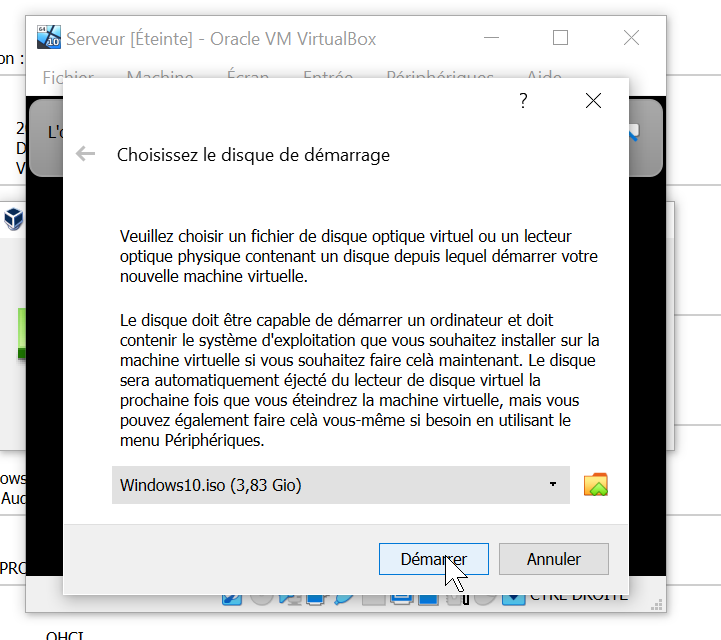 Serveur [Éteinte] - Oracle VM VirtualBox
on :
Fichier Machine Écran Entrée Périphériques Aide
?
L'
Choisissez le disque de démarrage
Veuillez choisir un fichier de disque optique virtuel ou un lecteur
optique physique contenant un disque depuis lequel démarrer votre
nouvelle machine virtuelle.
Le disque doit être capable de démarrer un ordinateur et doit
contenir le système d'exploitation que vous souhaitez installer sur la
machine virtuelle si vous souhaitez faire celà maintenant. Le disque
sera automatiquement éjecté du lecteur de disque virtuel la
prochaine fois que vous éteindrez la machine virtuelle, mais vous
pouvez également faire celà vous-même si besoin en utilisant le
menu Périphériques.
Windows10.iso (3,83 Gio)
ows
Aud
Démarrer Annuler
PRO
CTRL DROITE
OHCI